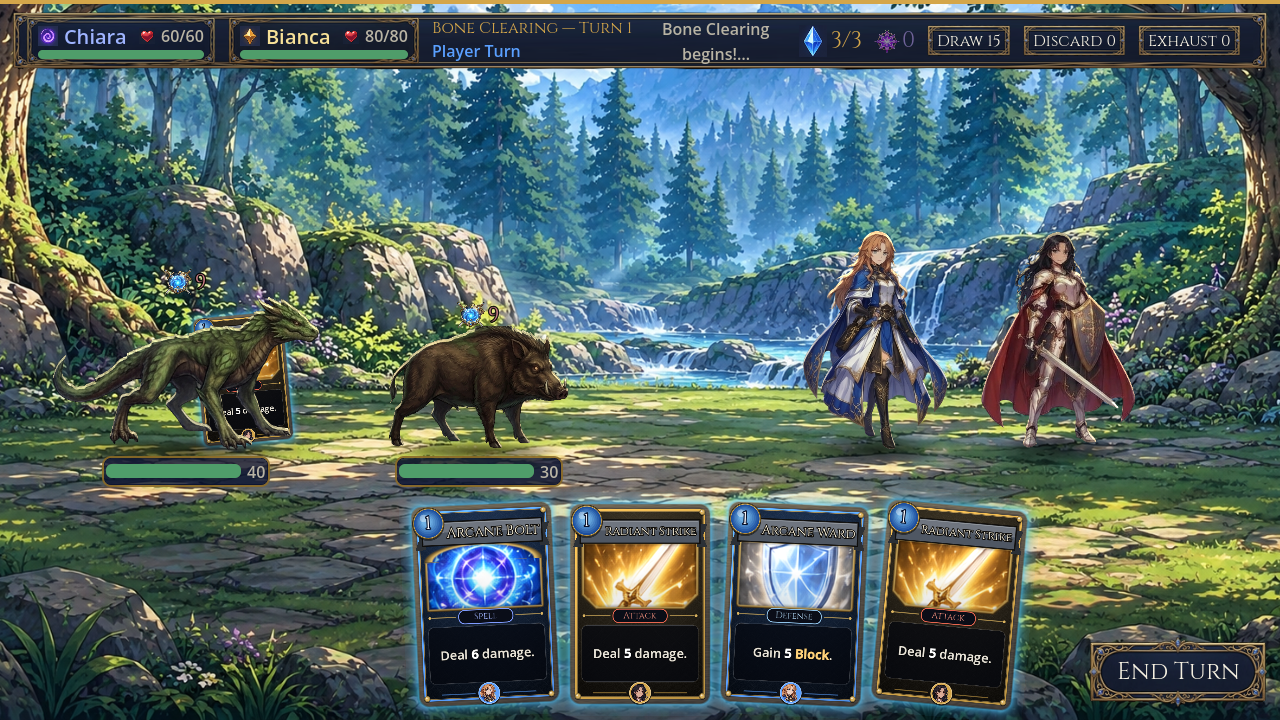 Chiara 60/60
Bianca 80/80
Bone Clearing — Turn 1
Player Turn
Bone Clearing
begins!...
3/3
0
Draw 15
Discard 0
Exhaust 0
9
9
deal 5 damage.
40
30
1
Arcane Bolt
Spell
Deal 6 damage.
1
Radiant Strike
Attack
Deal 5 damage.
1
Arcane Ward
Defense
Gain 5 Block.
1
Radiant Strike
Attack
Deal 5 damage.
End Turn